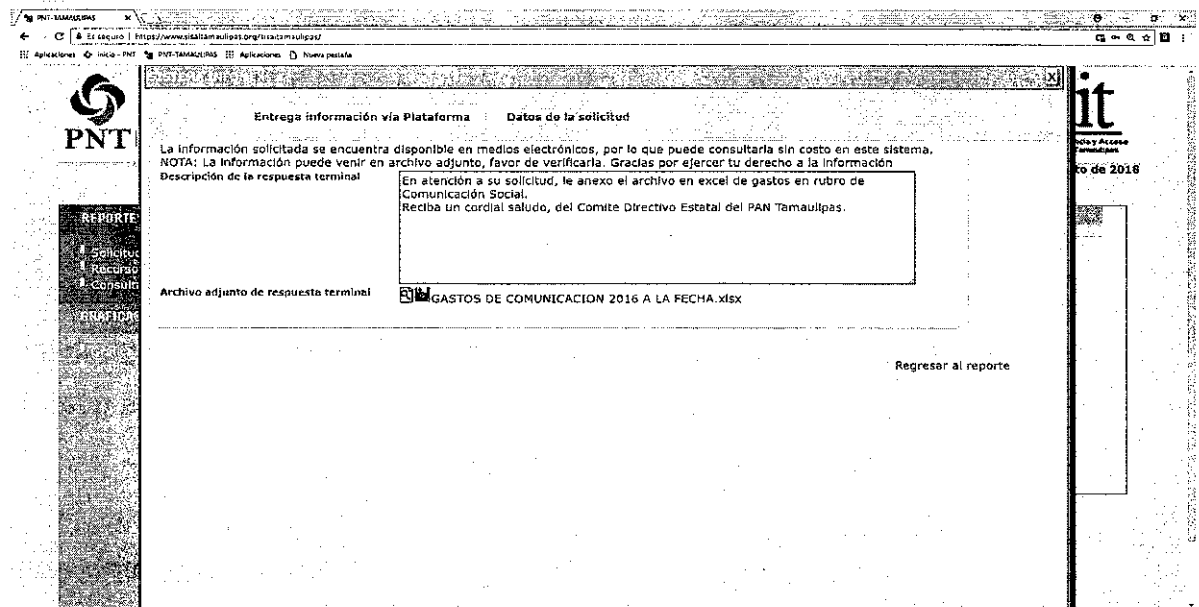 PNT-TAMAULIPAS
Es seguro | https://www.sisaitamaulipas.org/sisaitamaulipas/
Aplicaciones Inicio - PNT PNT-TAMAULIPAS Aplicaciones Nueva pestaña
PNT
it
Entrega información vía Plataforma Datos de la solicitud
La información solicitada se encuentra disponible en medios electrónicos, por lo que puede consultarla sin costo en este sistema.
NOTA: La información puede venir en archivo adjunto, favor de verificarla. Gracias por ejercer tu derecho a la información
Descripción de la respuesta terminal
En atención a su solicitud, le anexo el archivo en excel de gastos en rubro de
Comunicación Social.
Reciba un cordial saludo, del Comite Directivo Estatal del PAN Tamaulipas.
to de 2018
REPORTE
Solicitud
Recurso
Consult
Archivo adjunto de respuesta terminal
GASTOS DE COMUNICACION 2016 A LA FECHA.xlsx
GRAFICAS
Regresar al reporte